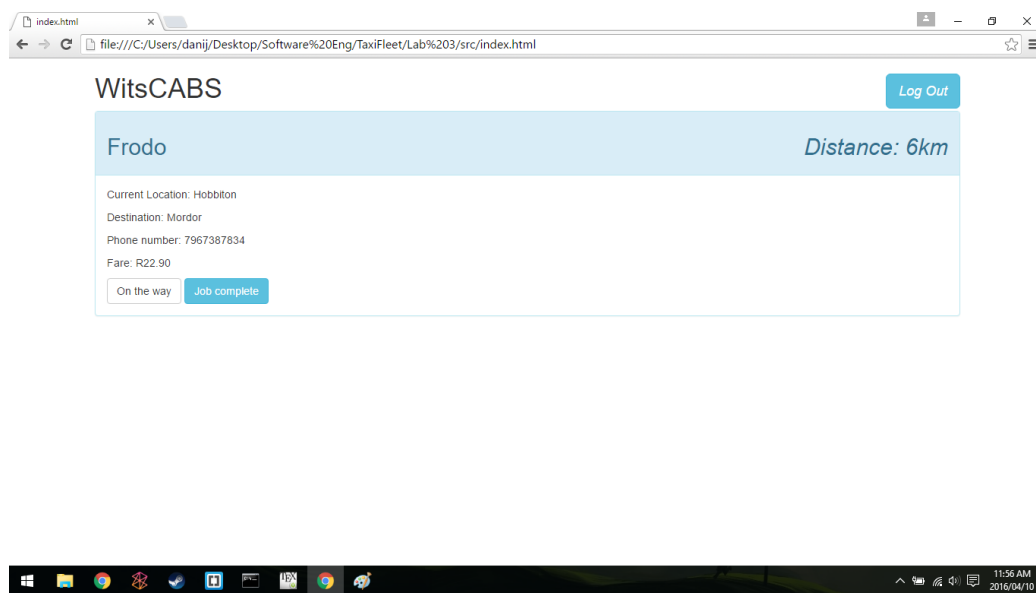 index.html
file:///C:/Users/danij/Desktop/Software%20Eng/TaxiFleet/Lab%203/src/index.html
WitsCABS
Log Out
Frodo
Distance: 6km
Current Location: Hobbiton
Destination: Mordor
Phone number: 7967387834
Fare: R22.90
On the way Job complete
11:56 AM
2016/04/10